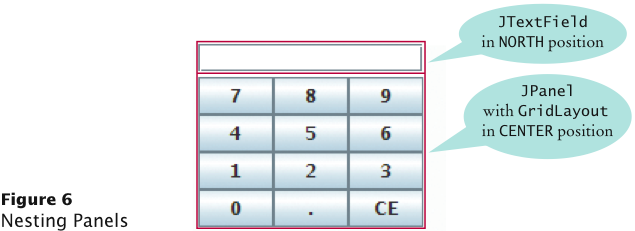 JTextField
in NORTH position
JPanel
with GridLayout
in CENTER position
7 8 9
4 5 6
1 2 3
0 . CE
Figure 6
Nesting Panels